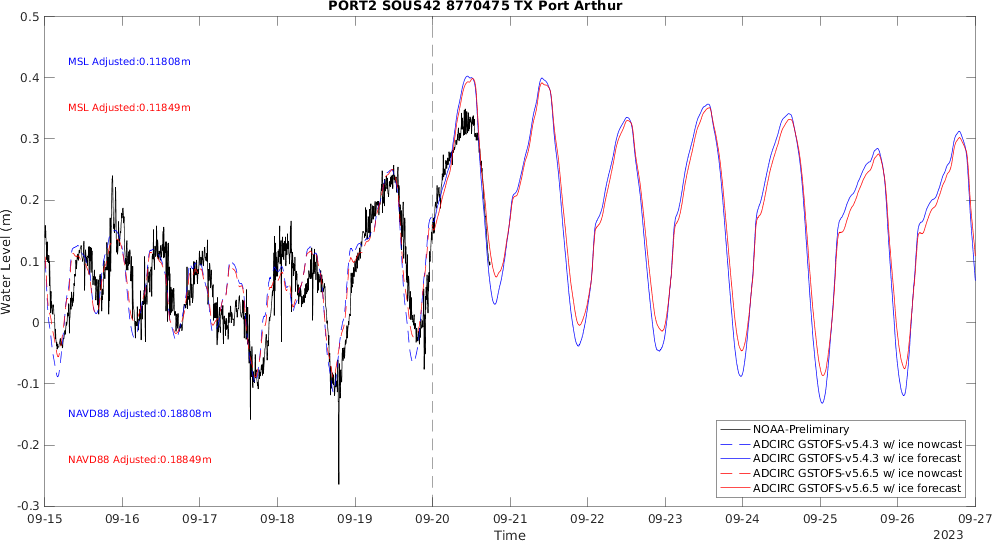 PORT2 SOUS42 8770475 TX Port Arthur
0.5
0.4
0.3
0.2
0.1
0
-0.1
-0.2
-0.3
Water Level (m)
MSL Adjusted:0.11808m
MSL Adjusted:0.11849m
NAVD88 Adjusted:0.18808m
NAVD88 Adjusted:0.18849m
NOAA-Preliminary
ADCIRC GSTOFS-v5.4.3 w/ ice nowcast
ADCIRC GSTOFS-v5.4.3 w/ ice forecast
ADCIRC GSTOFS-v5.6.5 w/ ice nowcast
ADCIRC GSTOFS-v5.6.5 w/ ice forecast
09-15 09-16 09-17 09-18 09-19 09-20 09-21 09-22 09-23 09-24 09-25 09-26 09-27
Time
2023